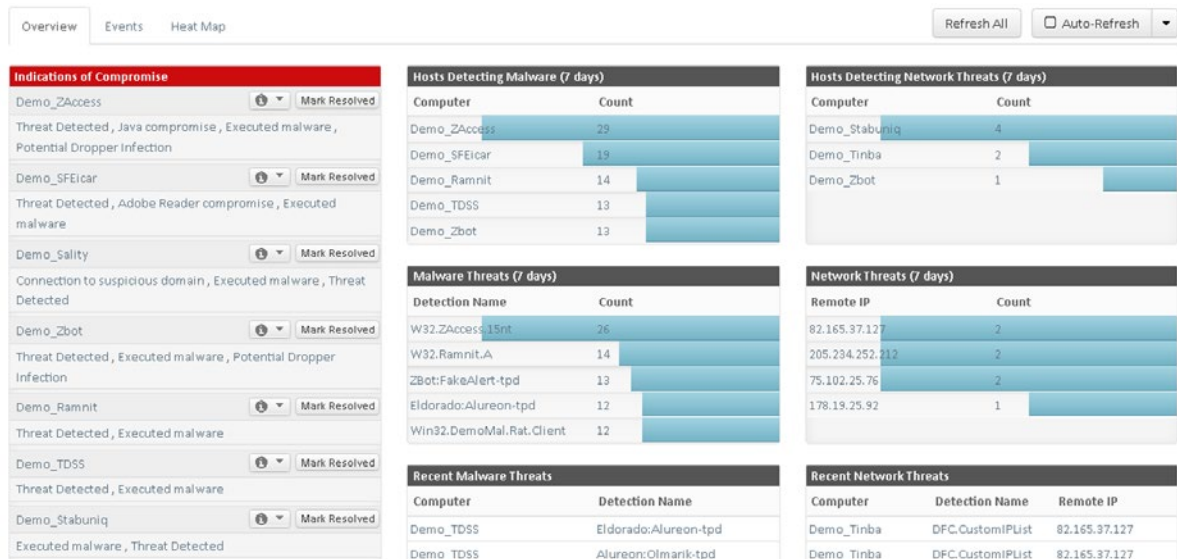 Overview
Events
Heat Map
Refresh All
Auto-Refresh
Indications of Compromise
Demo_ZAccess
Mark Resolved
Threat Detected , Java compromise , Executed malware ,
Potential Dropper Infection
Demo_SFEicar
Mark Resolved
Threat Detected , Adobe Reader compromise , Executed
malware
Demo_Sality
Mark Resolved
Connection to suspicious domain , Executed malware , Threat
Detected
Demo_Zbot
Mark Resolved
Threat Detected , Executed malware , Potential Dropper
Infection
Demo_Ramnit
Mark Resolved
Threat Detected , Executed malware
Demo_TDSS
Mark Resolved
Threat Detected , Executed malware
Demo_Stabuniq
Mark Resolved
Executed malware , Threat Detected
Hosts Detecting Malware (7 days)
Computer Count
Demo_ZAccess 29
Demo_SFEicar 19
Demo_Ramnit 14
Demo_TDSS 13
Demo_Zbot 13
Malware Threats (7 days)
Detection Name Count
W32.ZAccess.15nt 26
W32.Ramnit.A 14
ZBot:FakeAlert-tpd 13
Eldorado:Alureon-tpd 12
Win32.DemoMal.Rat.Client 12
Recent Malware Threats
Computer Detection Name
Demo_TDSS Eldorado:Alureon-tpd
Demo_TDSS Alureon:Olmarik-tpd
Hosts Detecting Network Threats (7 days)
Computer Count
Demo_Stabuniq 4
Demo_Tinba 2
Demo_Zbot 1
Network Threats (7 days)
Remote IP Count
82.165.37.127 2
205.234.252.212 2
75.102.25.76 2
178.19.25.92 1
Recent Network Threats
Computer Detection Name Remote IP
Demo_Tinba DFC.CustomIPList 82.165.37.127
Demo_Tinba DFC.CustomIPList 82.165.37.127